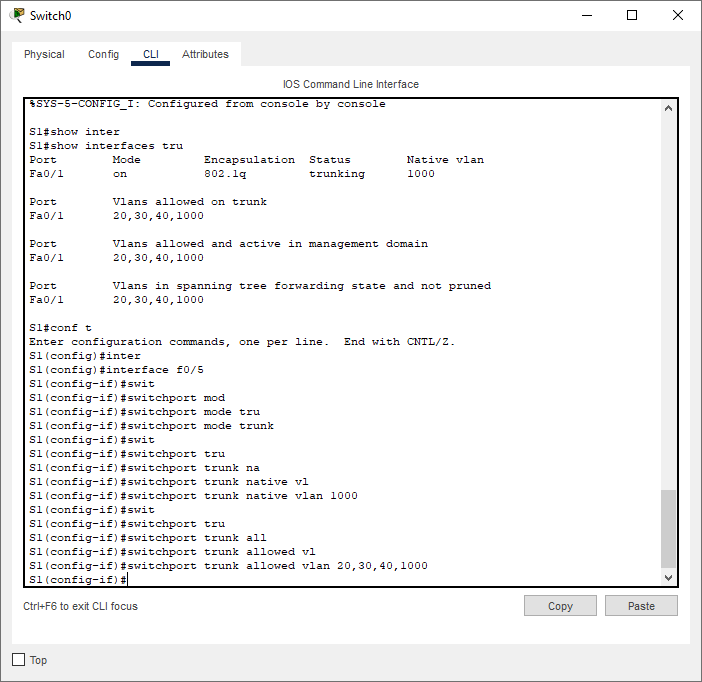 Switch0
Physical Config CLI Attributes
IOS Command Line Interface
%SYS-5-CONFIG_I: Configured from console by console
S1#show inter
S1#show interfaces tru
Port        Mode         Encapsulation  Status        Native vlan
Fa0/1       on           802.1q         trunking      1000
Port        Vlans allowed on trunk
Fa0/1       20,30,40,1000
Port        Vlans allowed and active in management domain
Fa0/1       20,30,40,1000
Port        Vlans in spanning tree forwarding state and not pruned
Fa0/1       20,30,40,1000
S1#conf t
Enter configuration commands, one per line.  End with CNTL/Z.
S1(config)#inter
S1(config)#interface f0/5
S1(config-if)#swit
S1(config-if)#switchport mod
S1(config-if)#switchport mode tru
S1(config-if)#switchport mode trunk
S1(config-if)#swit
S1(config-if)#switchport tru
S1(config-if)#switchport trunk na
S1(config-if)#switchport trunk native vl
S1(config-if)#switchport trunk native vlan 1000
S1(config-if)#swit
S1(config-if)#switchport tru
S1(config-if)#switchport trunk all
S1(config-if)#switchport trunk allowed vl
S1(config-if)#switchport trunk allowed vlan 20,30,40,1000
S1(config-if)#
Ctrl+F6 to exit CLI focus
Copy Paste
Top